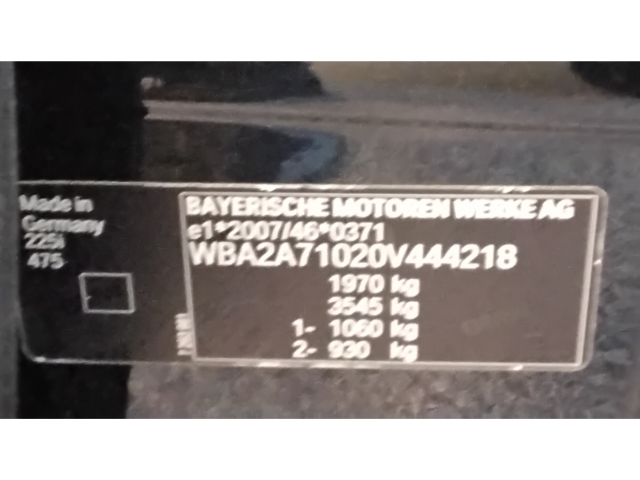 Made in
Germany
225i
475
BAYERISCHE MOTOREN WERKE AG
e1*2007/46*0371
WBA2A71020V444218
1970 kg
3545 kg
1- 1060 kg
2- 930 kg